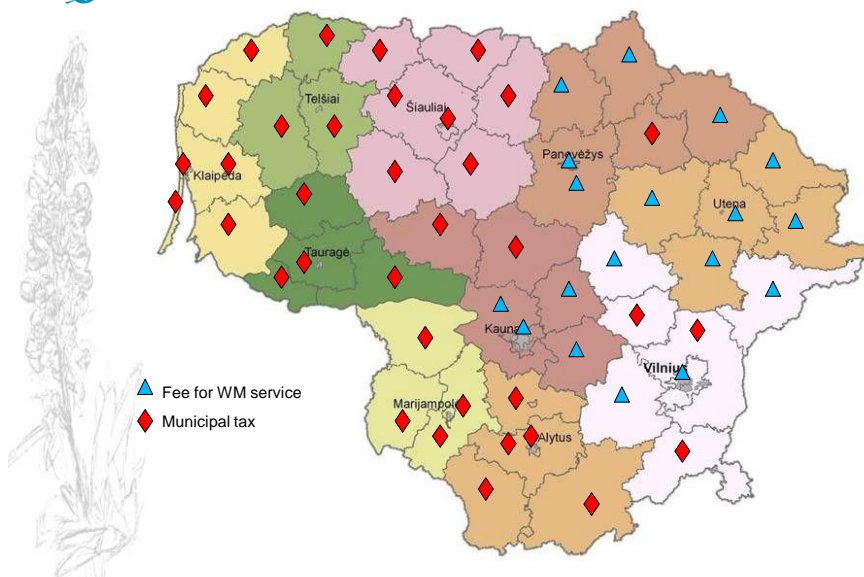 Telšiai
Šiauliai
Panevėžys
Klaipėda
Utena
Tauragė
Kaunas
Vilnius
Fee for WM service
Marijampolė
Municipal tax
Alytus